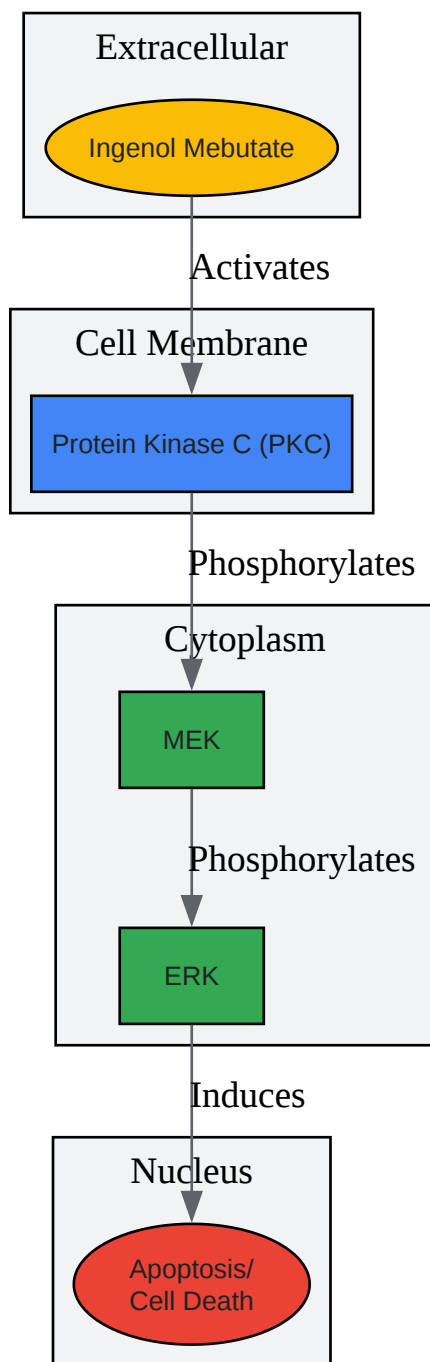 Extracellular
Ingenol Mebutate
Activates
Cell Membrane
Protein Kinase C (PKC)
Phosphorylates
Cytoplasm
MEK
Phosphorylates
ERK
Induces
Nucleus
Apoptosis/
Cell Death